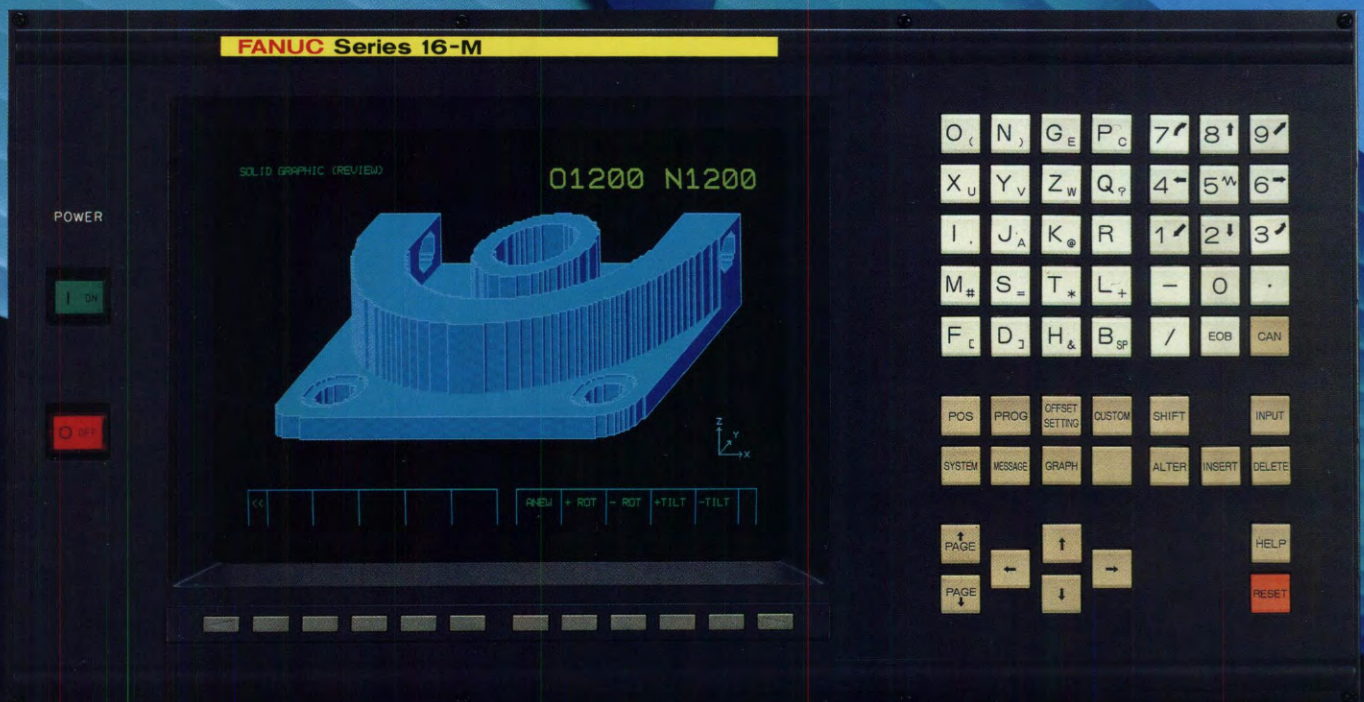 FANUC Series 16-M
SOLID GRAPHIC (REVIEW)
O1200 N1200
POWER
I ON
O OFF
Z
Y
X
<< ANEW + ROT - ROT +TILT -TILT
O ( N ) G E P C 7 8 9
X U Y V Z W Q ? 4 5 6
I , J A K @ R 1 2 3
M # S = T * L + - 0 .
F [ D ] H & B SP / EOB CAN
POS PROG OFFSET SETTING CUSTOM SHIFT INPUT
SYSTEM MESSAGE GRAPH ALTER INSERT DELETE
PAGE HELP
PAGE RESET